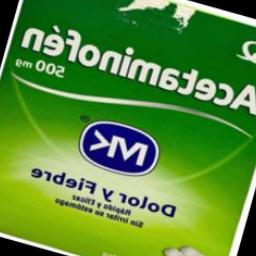 Acetaminofén
500 mg
MK®
Dolor y Fiebre
Rápido y Eficaz
Sin irritar su estómago